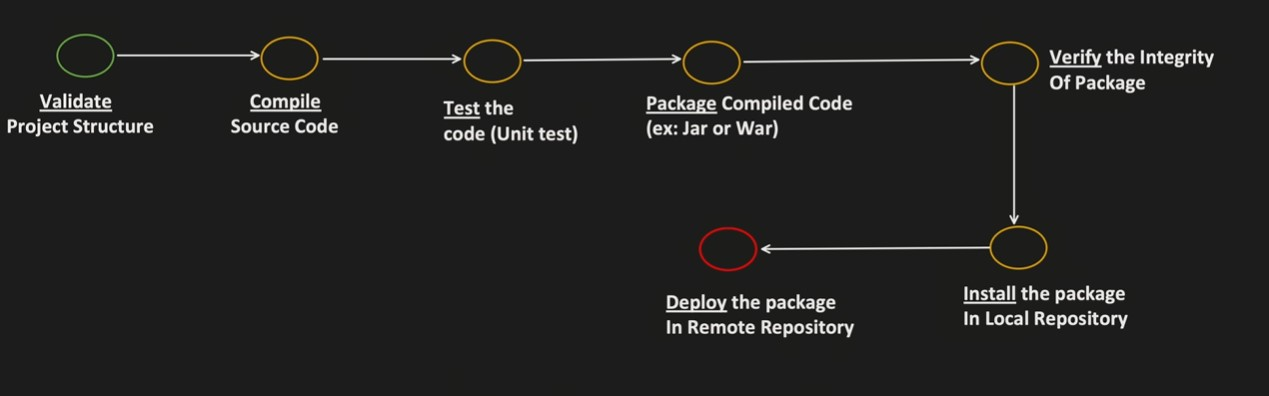 Validate
Project Structure
Compile
Source Code
Test the
code (Unit test)
Package Compiled Code
(ex: Jar or War)
Verify the Integrity
Of Package
Install the package
In Local Repository
Deploy the package
In Remote Repository